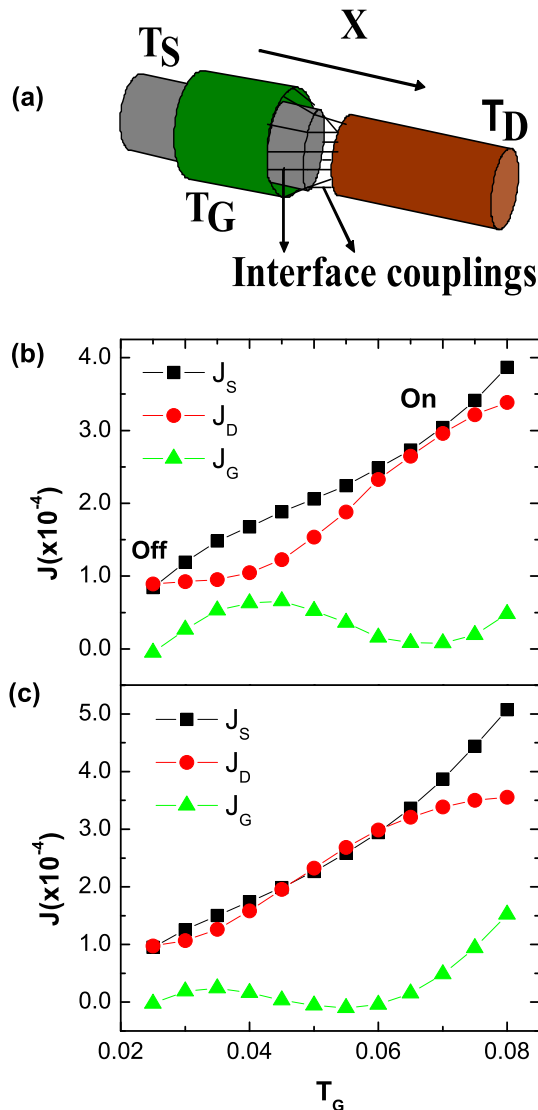 T_S
X
(a)
T_D
T_G
Interface couplings
(b)
4.0
J_S
On
3.0
J_D
J_G
2.0
J(x10^-4)
Off
1.0
0.0
(c)
5.0
J_S
4.0
J_D
J_G
3.0
J(x10^-4)
2.0
1.0
0.0
0.02 0.04 0.06 0.08
T_G